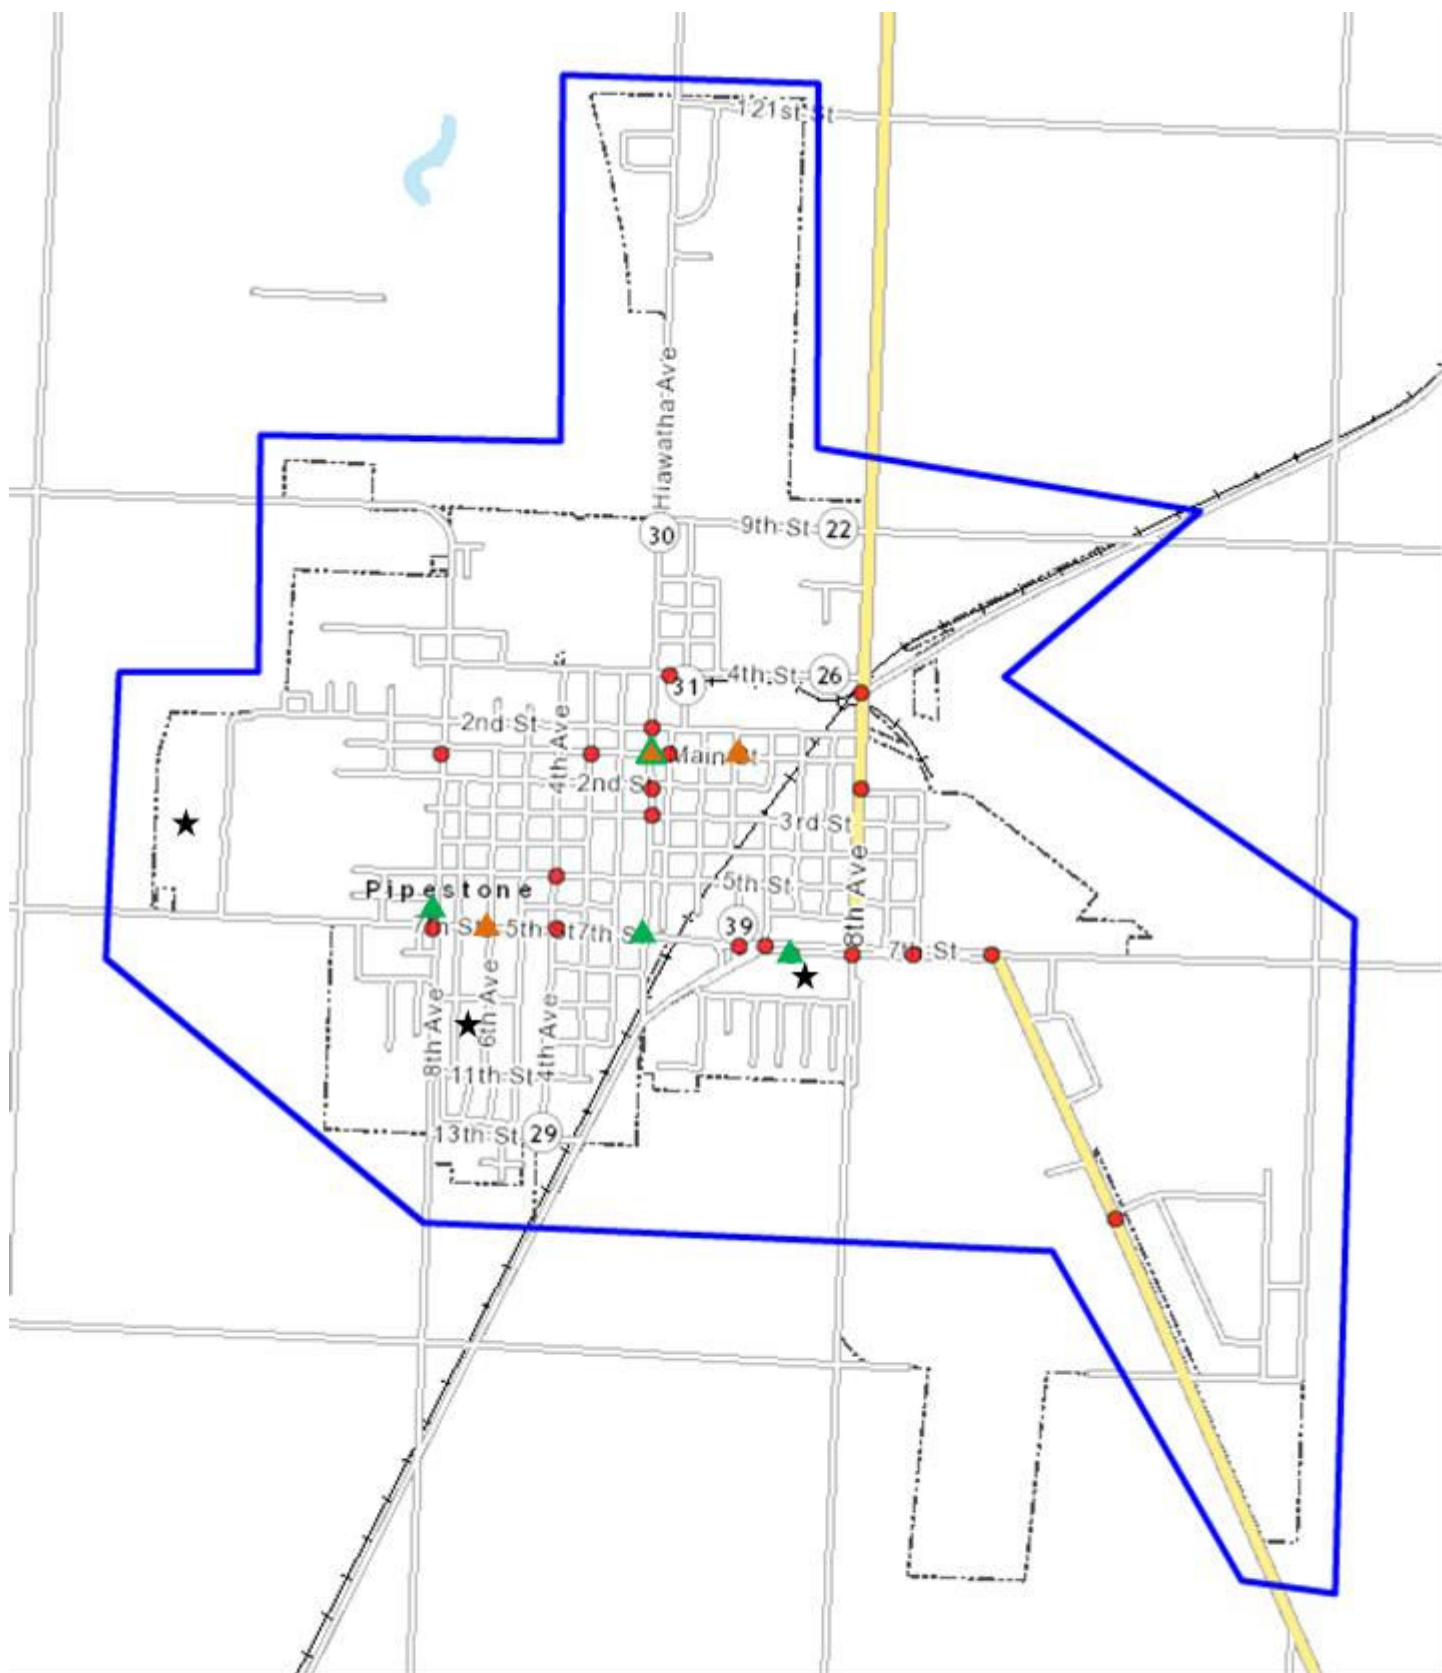 121st St
Hiawatha Ave
30
9th St
22
4th St
26
31
2nd St
4th Ave
Main St
2nd St
3rd St
5th St
8th Ave
Pipestone
7th St
5th St
7th St
39
7th St
8th Ave
6th Ave
4th Ave
11th St
13th St
29